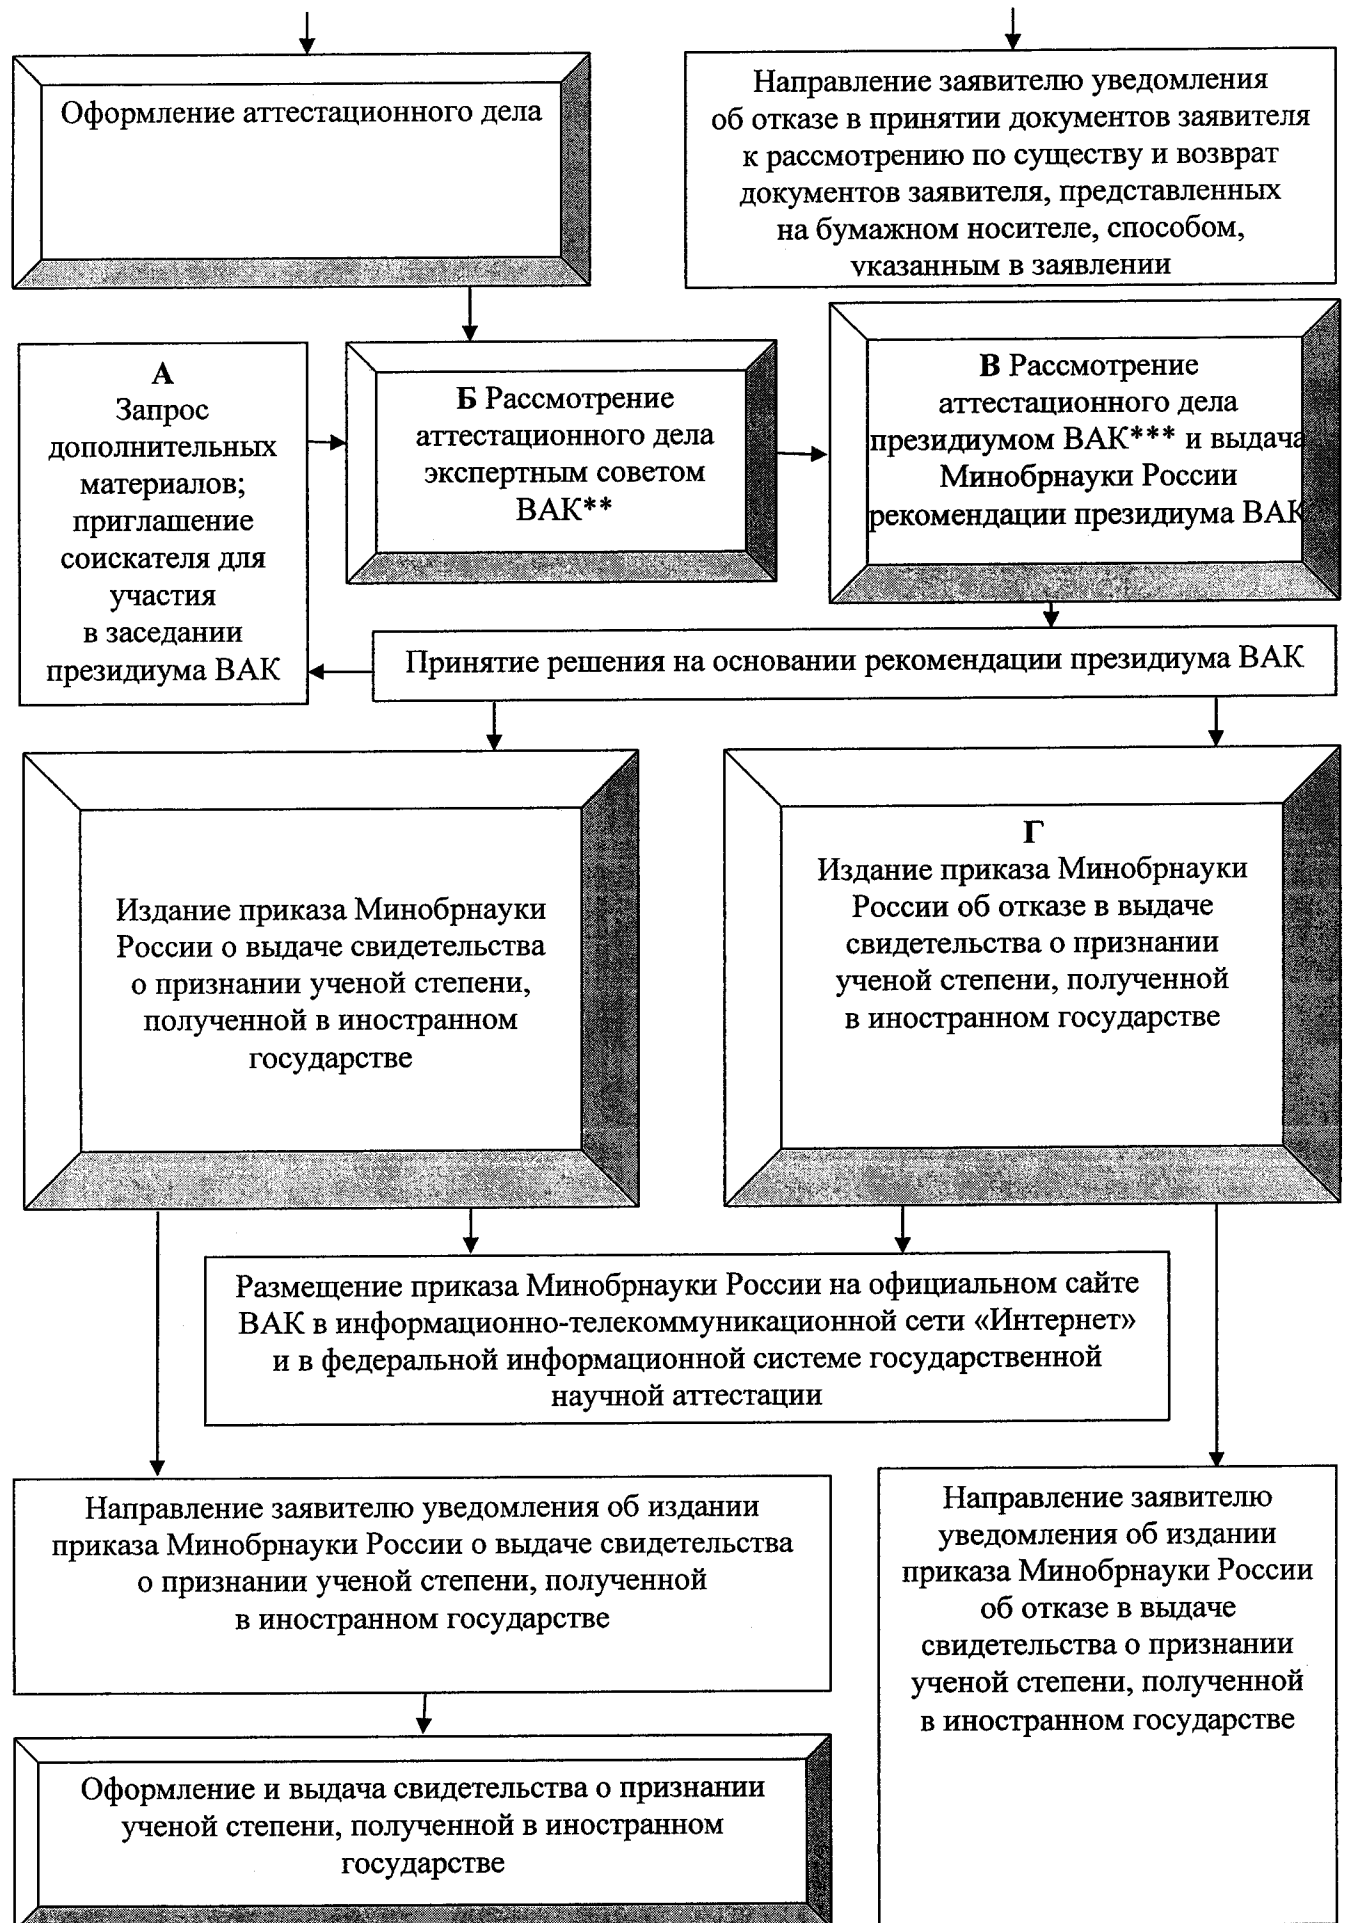 Оформление аттестационного дела
Направление заявителю уведомления
об отказе в принятии документов заявителя
к рассмотрению по существу и возврат
документов заявителя, представленных
на бумажном носителе, способом,
указанным в заявлении
А
Запрос
дополнительных
материалов;
приглашение
соискателя для
участия
в заседании
президиума ВАК
Б Рассмотрение
аттестационного дела
экспертным советом
ВАК**
В Рассмотрение
аттестационного дела
президиумом ВАК*** и выдача
Минобрнауки России
рекомендации президиума ВАК
Принятие решения на основании рекомендации президиума ВАК
Издание приказа Минобрнауки
России о выдаче свидетельства
о признании ученой степени,
полученной в иностранном
государстве
Г
Издание приказа Минобрнауки
России об отказе в выдаче
свидетельства о признании
ученой степени, полученной
в иностранном государстве
Размещение приказа Минобрнауки России на официальном сайте
ВАК в информационно-телекоммуникационной сети «Интернет»
и в федеральной информационной системе государственной
научной аттестации
Направление заявителю уведомления об издании
приказа Минобрнауки России о выдаче свидетельства
о признании ученой степени, полученной
в иностранном государстве
Направление заявителю
уведомления об издании
приказа Минобрнауки России
об отказе в выдаче
свидетельства о признании
ученой степени, полученной
в иностранном государстве
Оформление и выдача свидетельства о признании
ученой степени, полученной в иностранном
государстве